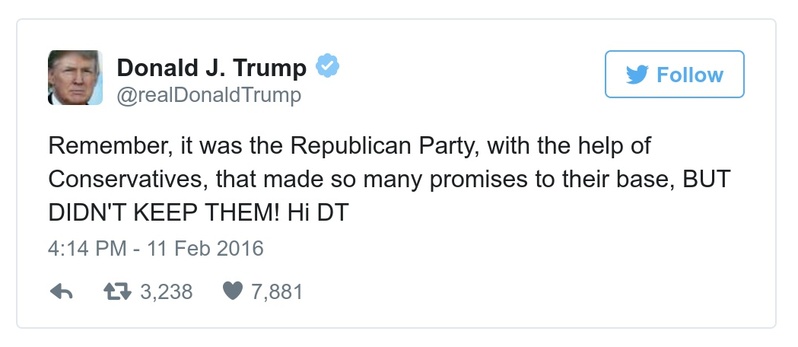 Donald J. Trump
@realDonaldTrump
Follow
Remember, it was the Republican Party, with the help of
Conservatives, that made so many promises to their base, BUT
DIDN'T KEEP THEM! Hi DT
4:14 PM - 11 Feb 2016
3,238 7,881